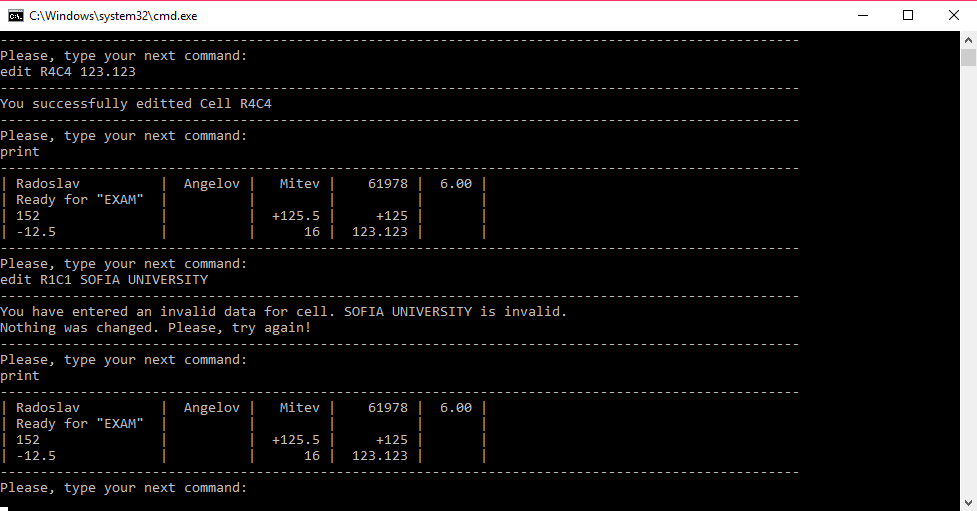 C:\Windows\system32\cmd.exe
----------------------------------------------------------------------------------------------------
Please, type your next command:
edit R4C4 123.123
----------------------------------------------------------------------------------------------------
You successfully editted Cell R4C4
----------------------------------------------------------------------------------------------------
Please, type your next command:
print
----------------------------------------------------------------------------------------------------
| Radoslav          |  Angelov |   Mitev |    61978 |  6.00 |
| Ready for "EXAM"  |          |         |          |       |
| 152               |          |  +125.5 |     +125 |       |
| -12.5             |          |      16 |  123.123 |       |
----------------------------------------------------------------------------------------------------
Please, type your next command:
edit R1C1 SOFIA UNIVERSITY
----------------------------------------------------------------------------------------------------
You have entered an invalid data for cell. SOFIA UNIVERSITY is invalid.
Nothing was changed. Please, try again!
----------------------------------------------------------------------------------------------------
Please, type your next command:
print
----------------------------------------------------------------------------------------------------
| Radoslav          |  Angelov |   Mitev |    61978 |  6.00 |
| Ready for "EXAM"  |          |         |          |       |
| 152               |          |  +125.5 |     +125 |       |
| -12.5             |          |      16 |  123.123 |       |
----------------------------------------------------------------------------------------------------
Please, type your next command: